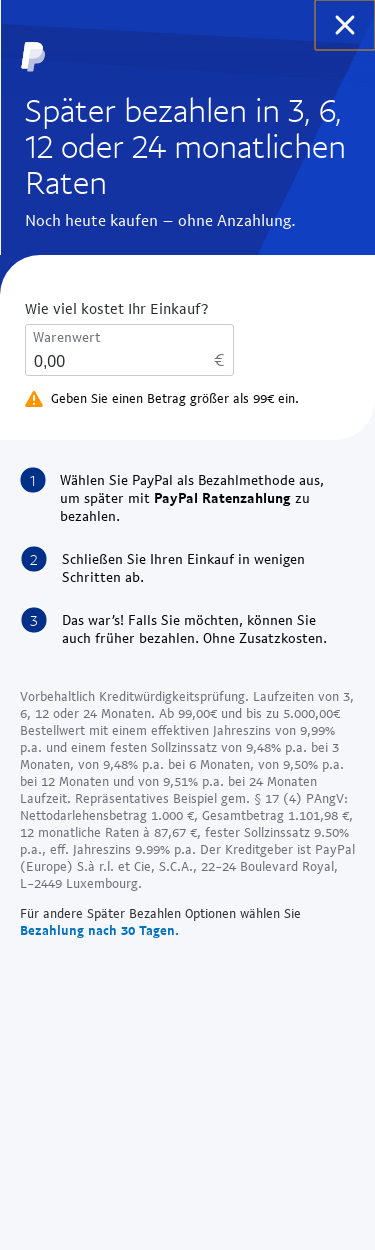 Später bezahlen in 3, 6,
12 oder 24 monatlichen
Raten
Noch heute kaufen – ohne Anzahlung.
Wie viel kostet Ihr Einkauf?
Warenwert
0,00 €
Geben Sie einen Betrag größer als 99€ ein.
1 Wählen Sie PayPal als Bezahlmethode aus,
um später mit PayPal Ratenzahlung zu
bezahlen.
2 Schließen Sie Ihren Einkauf in wenigen
Schritten ab.
3 Das war's! Falls Sie möchten, können Sie
auch früher bezahlen. Ohne Zusatzkosten.
Vorbehaltlich Kreditwürdigkeitsprüfung. Laufzeiten von 3,
6, 12 oder 24 Monaten. Ab 99,00€ und bis zu 5.000,00€
Bestellwert mit einem effektiven Jahreszins von 9,99%
p.a. und einem festen Sollzinssatz von 9,48% p.a. bei 3
Monaten, von 9,48% p.a. bei 6 Monaten, von 9,50% p.a.
bei 12 Monaten und von 9,51% p.a. bei 24 Monaten
Laufzeit. Repräsentatives Beispiel gem. § 17 (4) PAngV:
Nettodarlehensbetrag 1.000 €, Gesamtbetrag 1.101,98 €,
12 monatliche Raten à 87,67 €, fester Sollzinssatz 9.50%
p.a., eff. Jahreszins 9.99% p.a. Der Kreditgeber ist PayPal
(Europe) S.à r.l. et Cie, S.C.A., 22-24 Boulevard Royal,
L-2449 Luxembourg.
Für andere Später Bezahlen Optionen wählen Sie
Bezahlung nach 30 Tagen.